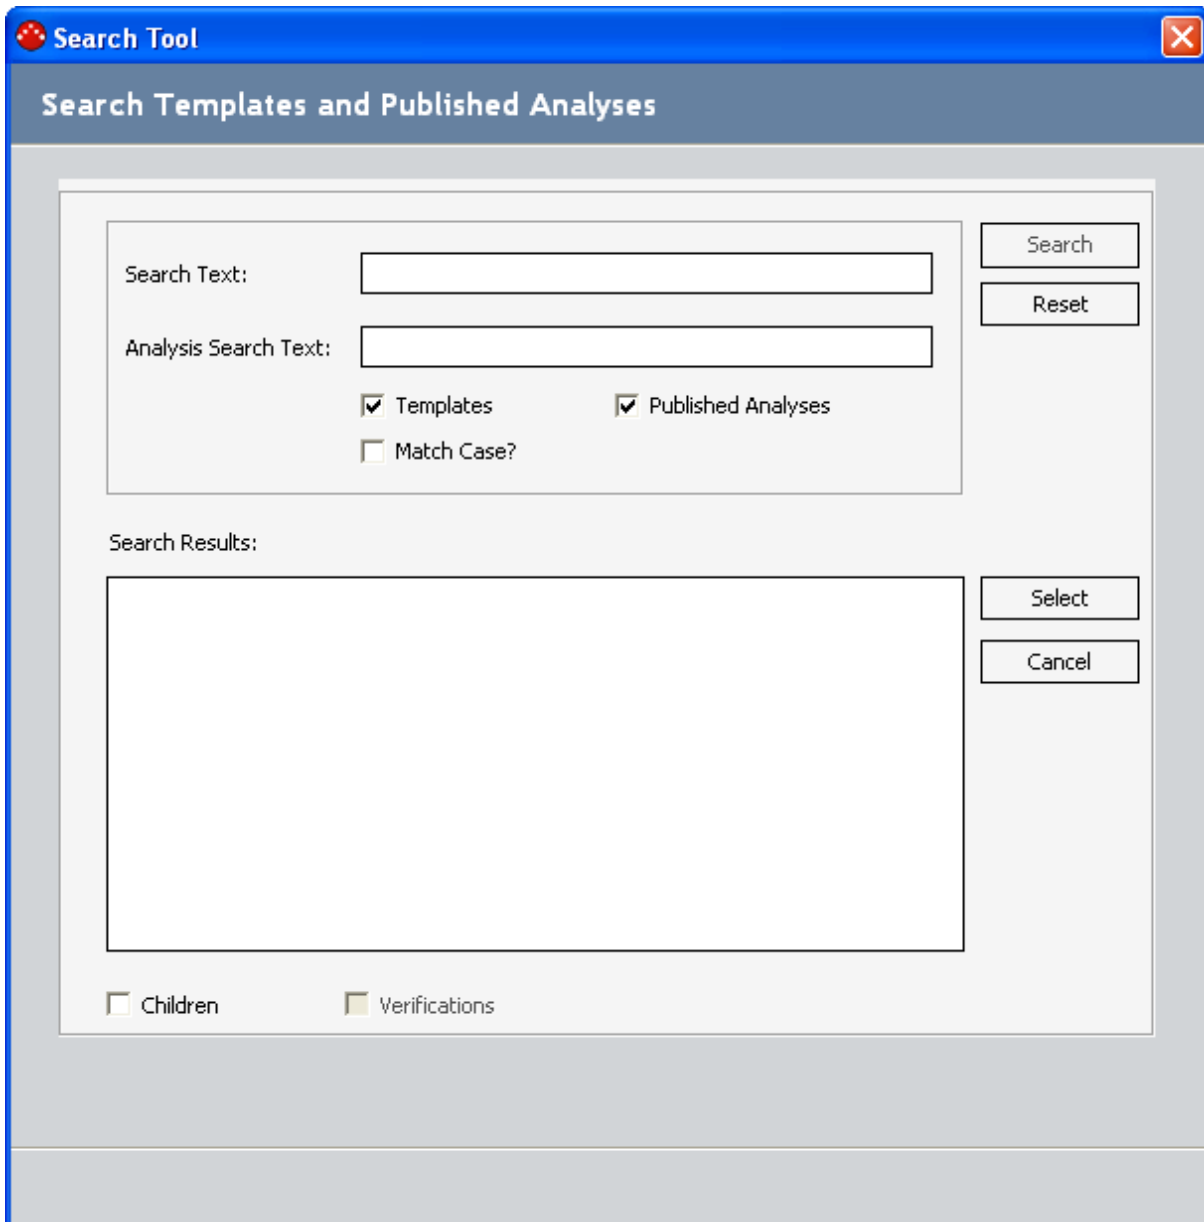 Search Tool
Search Templates and Published Analyses
Search Text:
Search
Reset
Analysis Search Text:
Templates Published Analyses
Match Case?
Search Results:
Select
Cancel
Children Verifications